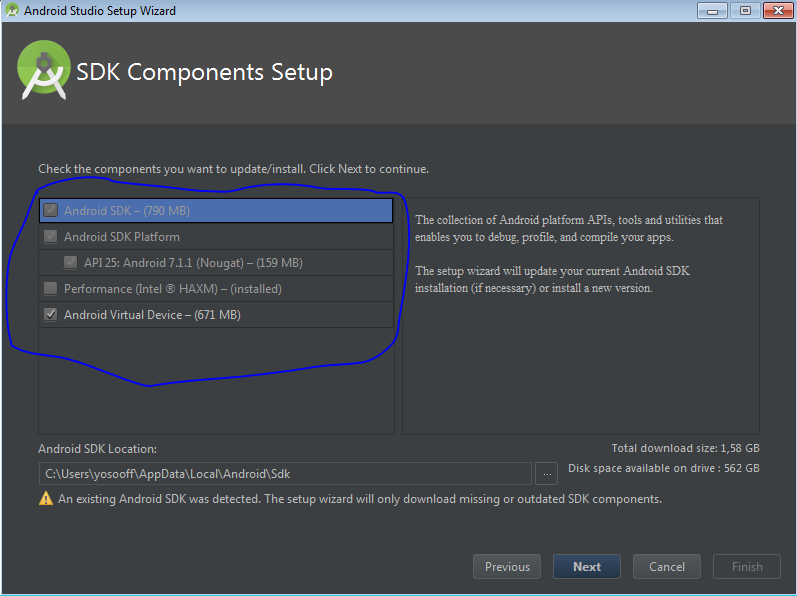 Android Studio Setup Wizard
SDK Components Setup
Check the components you want to update/install. Click Next to continue.
Android SDK – (790 MB)
Android SDK Platform
API 25: Android 7.1.1 (Nougat) – (159 MB)
Performance (Intel ® HAXM) – (installed)
Android Virtual Device – (671 MB)
The collection of Android platform APIs, tools and utilities that
enables you to debug, profile, and compile your apps.
The setup wizard will update your current Android SDK
installation (if necessary) or install a new version.
Android SDK Location:
Total download size: 1,58 GB
C:\Users\yosooff\AppData\Local\Android\Sdk
...
Disk space available on drive : 562 GB
An existing Android SDK was detected. The setup wizard will only download missing or outdated SDK components.
Previous
Next
Cancel
Finish